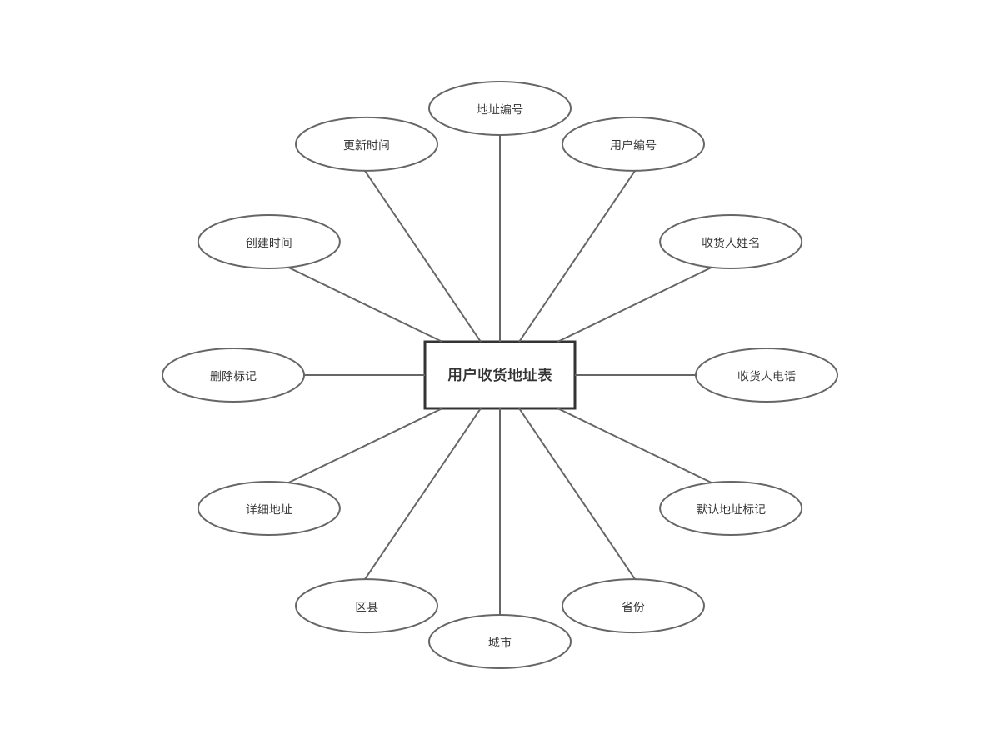 地址编号
更新时间
用户编号
创建时间
收货人姓名
删除标记
用户收货地址表
收货人电话
详细地址
默认地址标记
区县
省份
城市